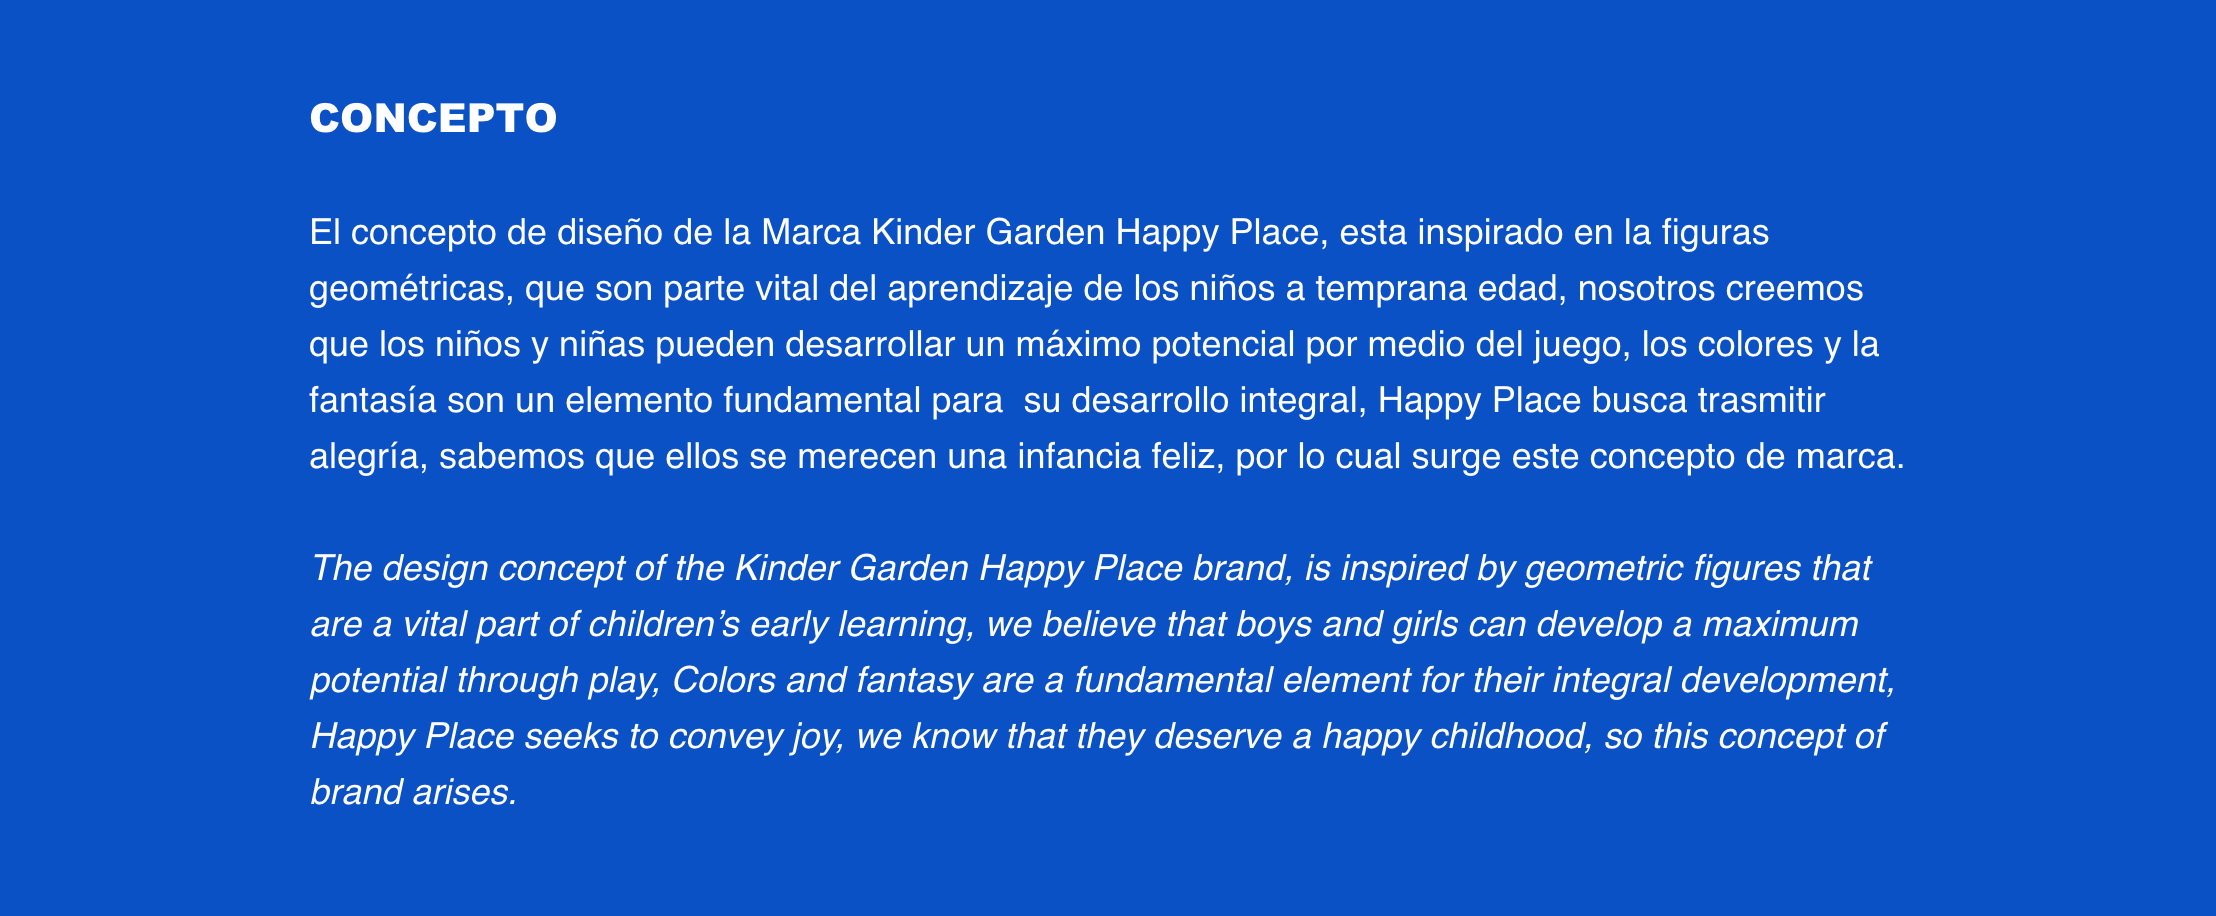 CONCEPTO
El concepto de diseño de la Marca Kinder Garden Happy Place, esta inspirado en la figuras
geométricas, que son parte vital del aprendizaje de los niños a temprana edad, nosotros creemos
que los niños y niñas pueden desarrollar un máximo potencial por medio del juego, los colores y la
fantasía son un elemento fundamental para  su desarrollo integral, Happy Place busca trasmitir
alegría, sabemos que ellos se merecen una infancia feliz, por lo cual surge este concepto de marca.
The design concept of the Kinder Garden Happy Place brand, is inspired by geometric figures that
are a vital part of children’s early learning, we believe that boys and girls can develop a maximum
potential through play, Colors and fantasy are a fundamental element for their integral development,
Happy Place seeks to convey joy, we know that they deserve a happy childhood, so this concept of
brand arises.